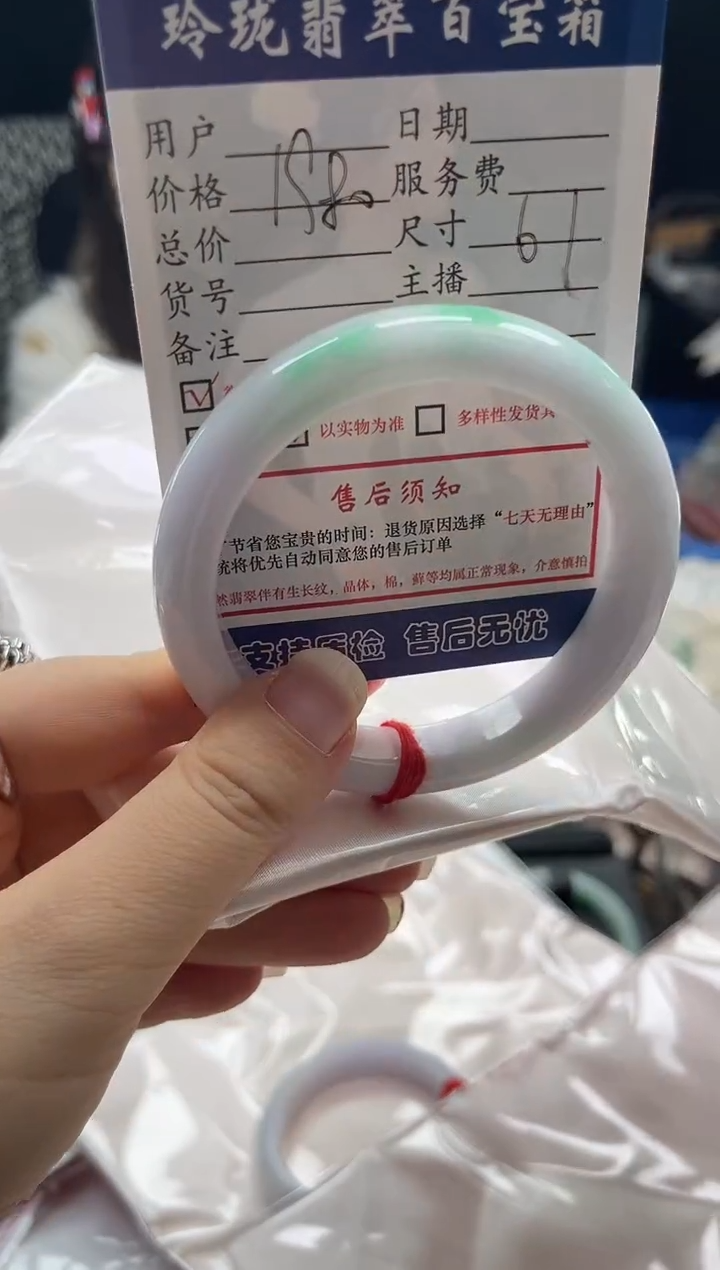 玲珑翡翠百宝箱
用户 日期
价格 1580 服务费
总价 尺寸 61
货号 主播
备注
以实物为准 多样性发货
售后须知
节省您宝贵的时间：退货原因选择“七天无理由”
统将优先自动同意您的售后订单
然翡翠伴有生长纹，晶体，棉，藓等均属正常现象，介意慎拍
支持质检 售后无忧